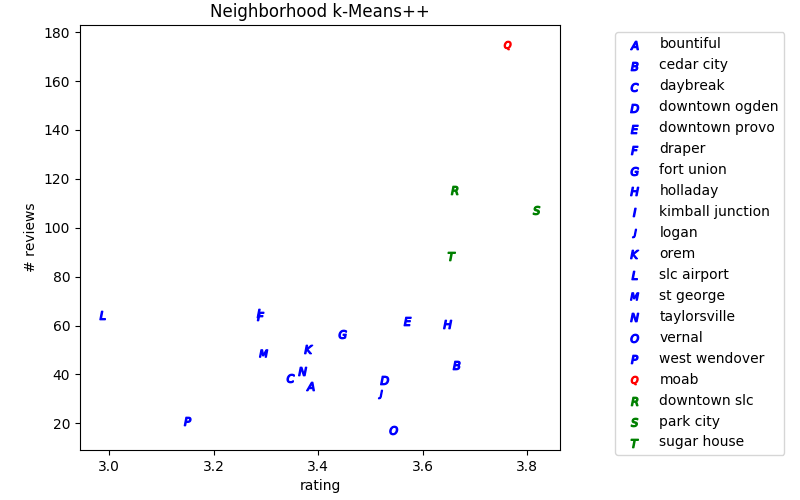 Neighborhood k-Means++
180
160
140
120
100
80
60
40
20
# reviews
3.0 3.2 3.4 3.6 3.8
rating
Q
R
S
T
L
I
F
E
H
G
K
M
B
N
C
D
A
J
P
O
A bountiful
B cedar city
C daybreak
D downtown ogden
E downtown provo
F draper
G fort union
H holladay
I kimball junction
J logan
K orem
L slc airport
M st george
N taylorsville
O vernal
P west wendover
Q moab
R downtown slc
S park city
T sugar house